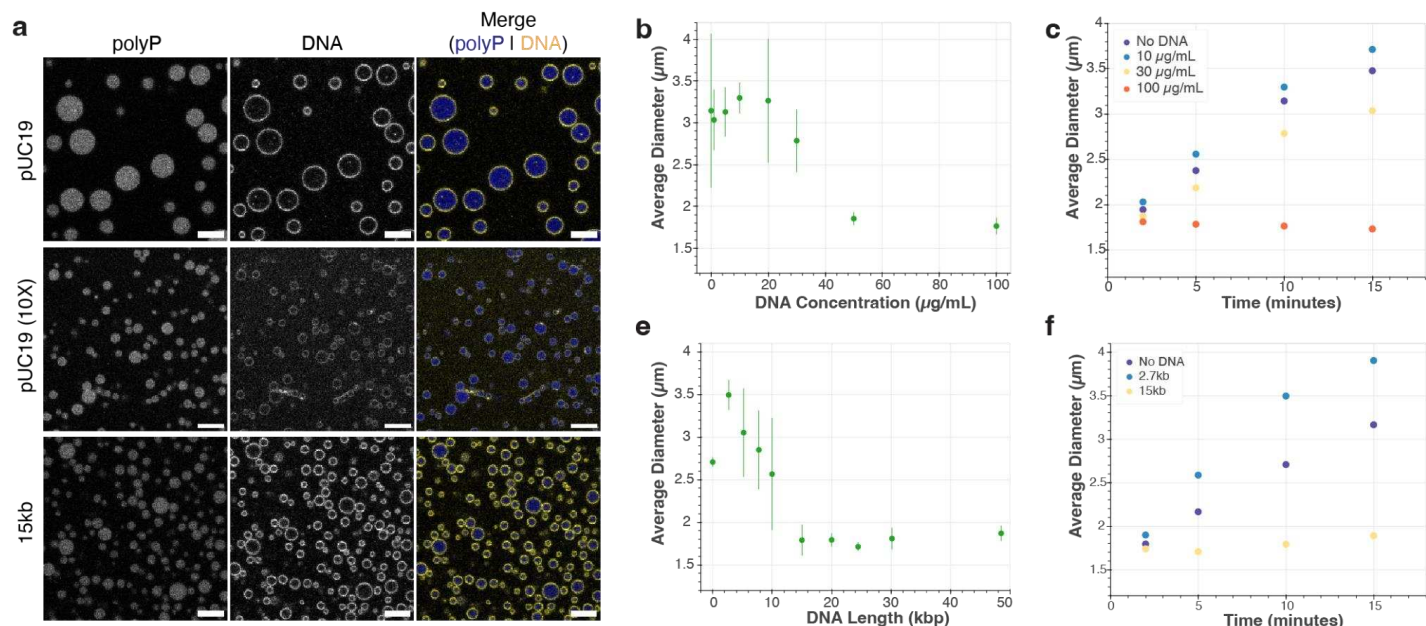 a
polyP
DNA
Merge
(polyP | DNA)
pUC19
pUC19 (10X)
15kb
b
Average Diameter (µm)
4
3.5
3
2.5
2
1.5
0
20
40
60
80
100
DNA Concentration (µg/mL)
c
Average Diameter (µm)
4
3.5
3
2.5
2
1.5
No DNA
10 µg/mL
30 µg/mL
100 µg/mL
0
5
10
15
Time (minutes)
e
Average Diameter (µm)
4
3.5
3
2.5
2
1.5
0
10
20
30
40
50
DNA Length (kbp)
f
Average Diameter (µm)
4
3.5
3
2.5
2
1.5
No DNA
2.7kb
15kb
0
5
10
15
Time (minutes)